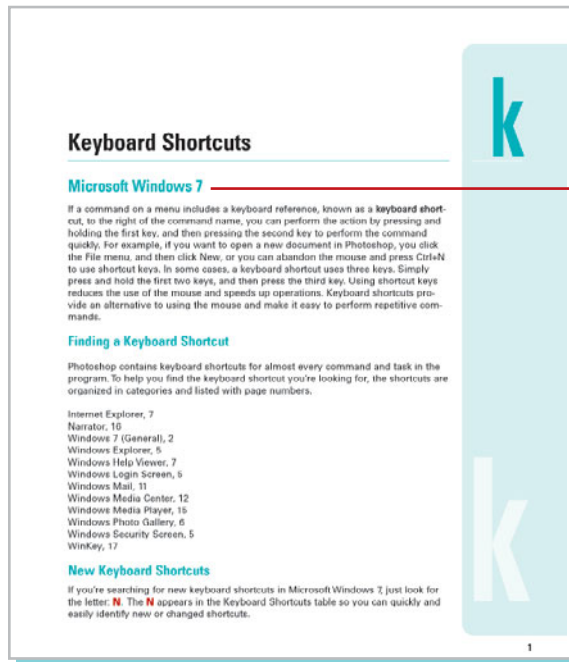 k
Keyboard Shortcuts
Microsoft Windows 7
If a command on a menu includes a keyboard reference, known as a keyboard short-
cut, to the right of the command name, you can perform the action by pressing and
holding the first key, and then pressing the second key to perform the command
quickly. For example, if you want to open a new document in Photoshop, you click
the File menu, and then click New, or you can abandon the mouse and press Ctrl+N
to use shortcut keys. In some cases, a keyboard shortcut uses three keys. Simply
press and hold the first two keys, and then press the third key. Using shortcut keys
reduces the use of the mouse and speeds up operations. Keyboard shortcuts pro-
vide an alternative to using the mouse and make it easy to perform repetitive com-
mands.
Finding a Keyboard Shortcut
Photoshop contains keyboard shortcuts for almost every command and task in the
program. To help you find the keyboard shortcut you're looking for, the shortcuts are
organized in categories and listed with page numbers.
Internet Explorer, 7
Narrator, 16
Windows 7 (General), 2
Windows Explorer, 5
Windows Help Viewer, 7
Windows Login Screen, 5
Windows Mail, 11
Windows Media Center, 12
Windows Media Player, 15
Windows Photo Gallery, 6
Windows Security Screen, 5
WinKey, 17
k
New Keyboard Shortcuts
If you're searching for new keyboard shortcuts in Microsoft Windows 7, just look for
the letter: N. The N appears in the Keyboard Shortcuts table so you can quickly and
easily identify new or changed shortcuts.
1